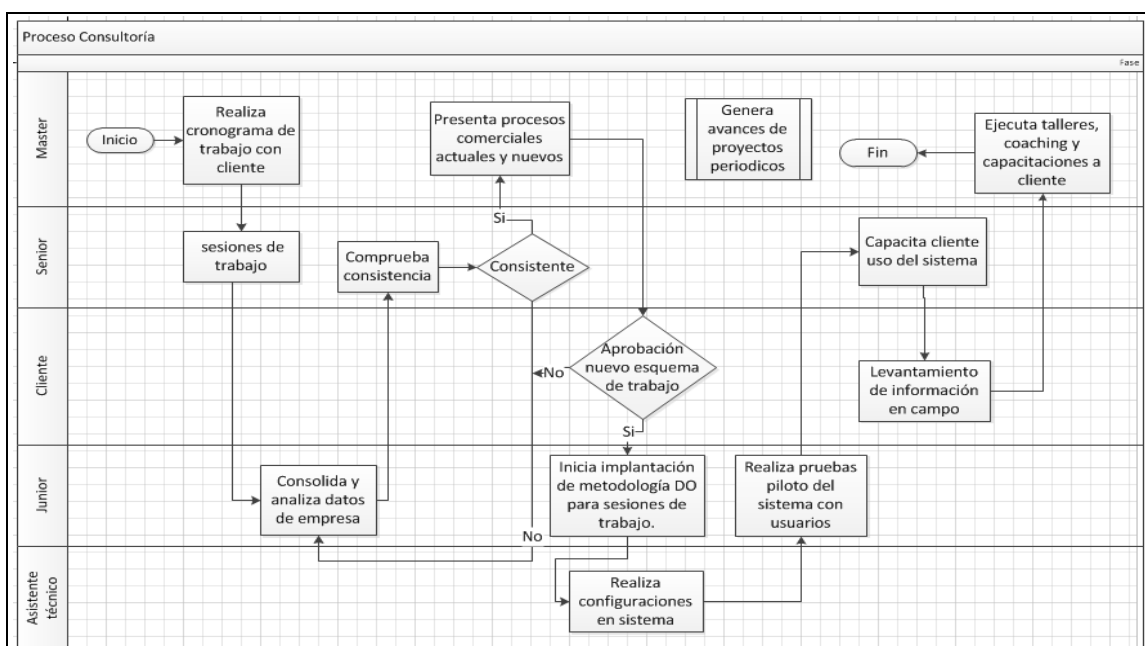 Proceso Consultoría
Fase
Master
Inicio
Realiza
cronograma de
trabajo con
cliente
Presenta procesos
comerciales
actuales y nuevos
Genera
avances de
proyectos
periodicos
Fin
Ejecuta talleres,
coaching y
capacitaciones a
cliente
Senior
sesiones de
trabajo
Comprueba
consistencia
Si
Consistente
Capacita cliente
uso del sistema
Cliente
No
Aprobación
nuevo esquema
de trabajo
Si
Levantamiento
de información
en campo
Junior
Consolida y
analiza datos
de empresa
No
Inicia implantación
de metodología DO
para sesiones de
trabajo.
Realiza pruebas
piloto del
sistema con
usuarios
Asistente
técnico
Realiza
configuraciones
en sistema